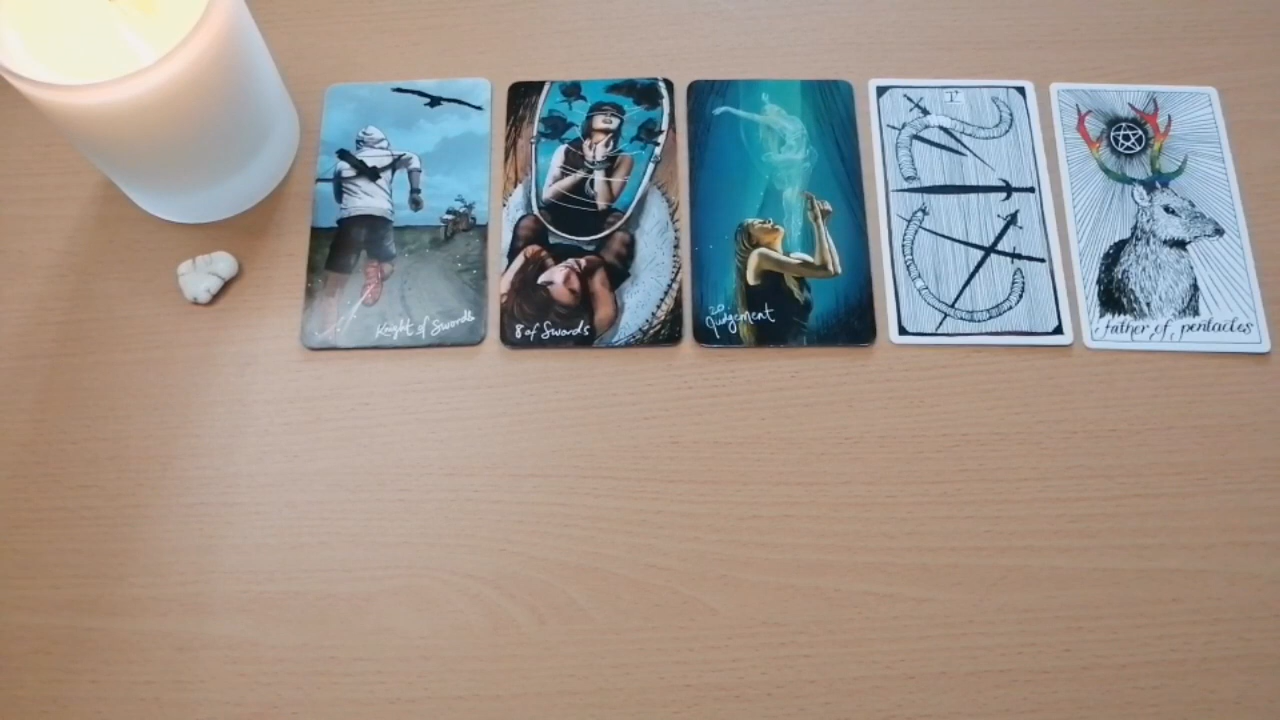 Knight of Swords
8 of Swords
20
Judgement
father of pentacles